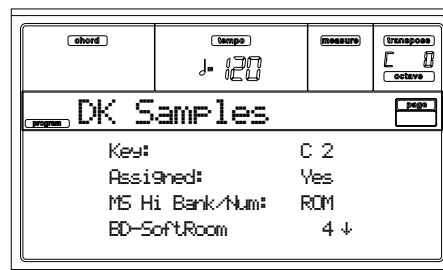 chord tempo measure transpose
♩= 120 C 0
octave
program DK Samples page
Key: C 2
Assigned: Yes
MS Hi Bank/Num: ROM
BD-SoftRoom 4 ↓